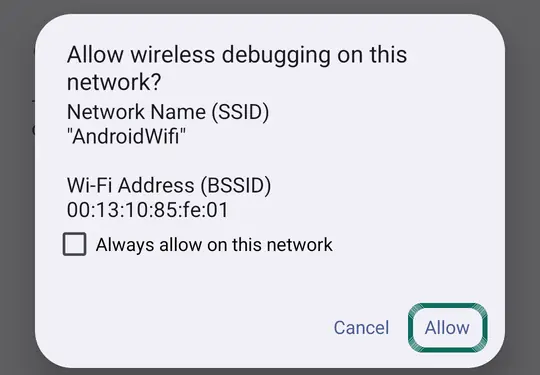 Allow wireless debugging on this
network?
Network Name (SSID)
"AndroidWifi"
Wi-Fi Address (BSSID)
00:13:10:85:fe:01
Always allow on this network
Cancel Allow